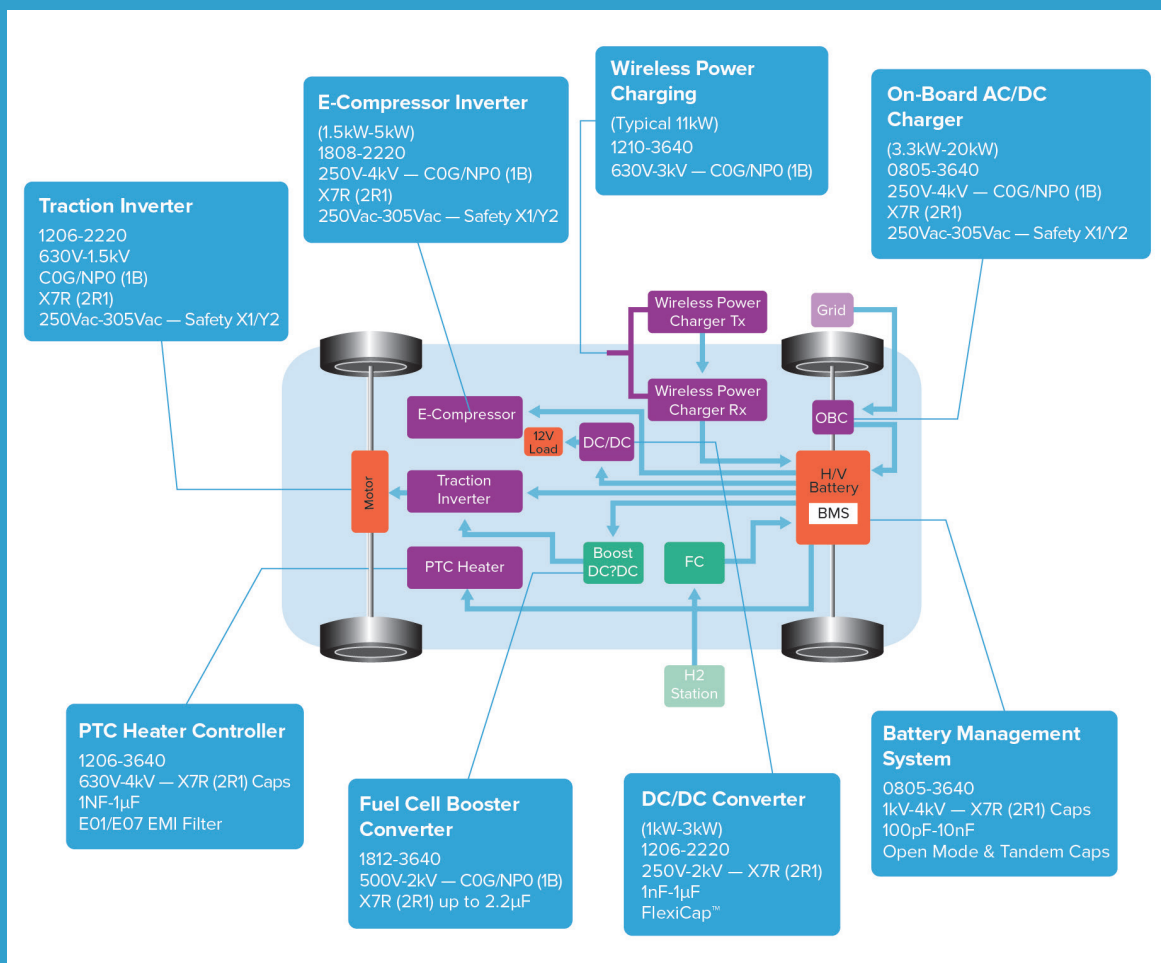 E-Compressor Inverter
(1.5kW-5kW)
1808-2220
250V-4kV — C0G/NP0 (1B)
X7R (2R1)
250Vac-305Vac — Safety X1/Y2
Wireless Power
Charging
(Typical 11kW)
1210-3640
630V-3kV — C0G/NP0 (1B)
On-Board AC/DC
Charger
(3.3kW-20kW)
0805-3640
250V-4kV — C0G/NP0 (1B)
X7R (2R1)
250Vac-305Vac — Safety X1/Y2
Traction Inverter
1206-2220
630V-1.5kV
C0G/NP0 (1B)
X7R (2R1)
250Vac-305Vac — Safety X1/Y2
Wireless Power
Charger Tx
Grid
Wireless Power
Charger Rx
E-Compressor
OBC
12V
Load
DC/DC
H/V
Battery
BMS
Motor
Traction
Inverter
PTC Heater
Boost
DC?DC
FC
H2
Station
PTC Heater Controller
1206-3640
630V-4kV — X7R (2R1) Caps
1NF-1µF
E01/E07 EMI Filter
Fuel Cell Booster
Converter
1812-3640
500V-2kV — C0G/NP0 (1B)
X7R (2R1) up to 2.2µF
DC/DC Converter
(1kW-3kW)
1206-2220
250V-2kV — X7R (2R1)
1nF-1µF
FlexiCap™
Battery Management
System
0805-3640
1kV-4kV — X7R (2R1) Caps
100pF-10nF
Open Mode & Tandem Caps